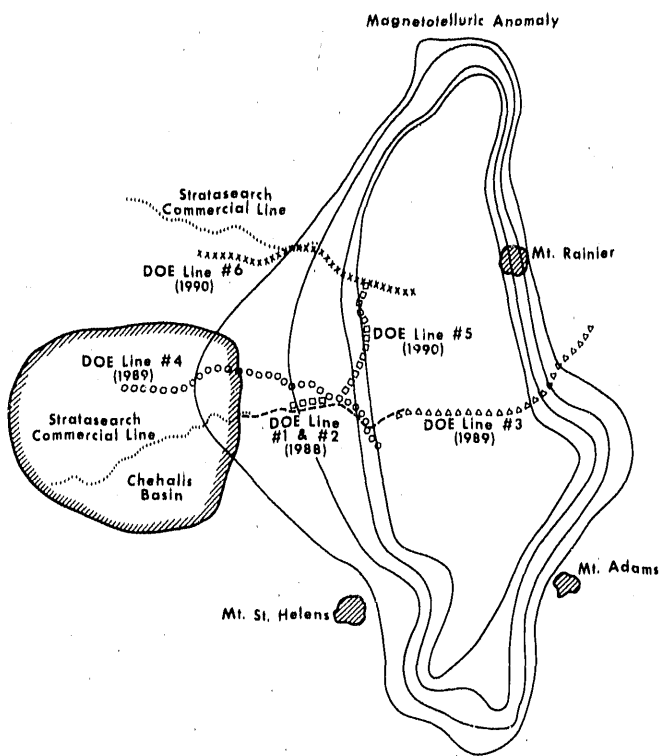 Magnetotelluric Anomaly
Stratasearch
Commercial Line
Mt. Rainier
DOE Line #6
(1990)
DOE Line #5
(1990)
DOE Line #4
(1989)
Stratasearch
Commercial Line
DOE Line
#1 & #2
(1988)
DOE Line #3
(1989)
Chehalis
Basin
Mt. Adams
Mt. St. Helens